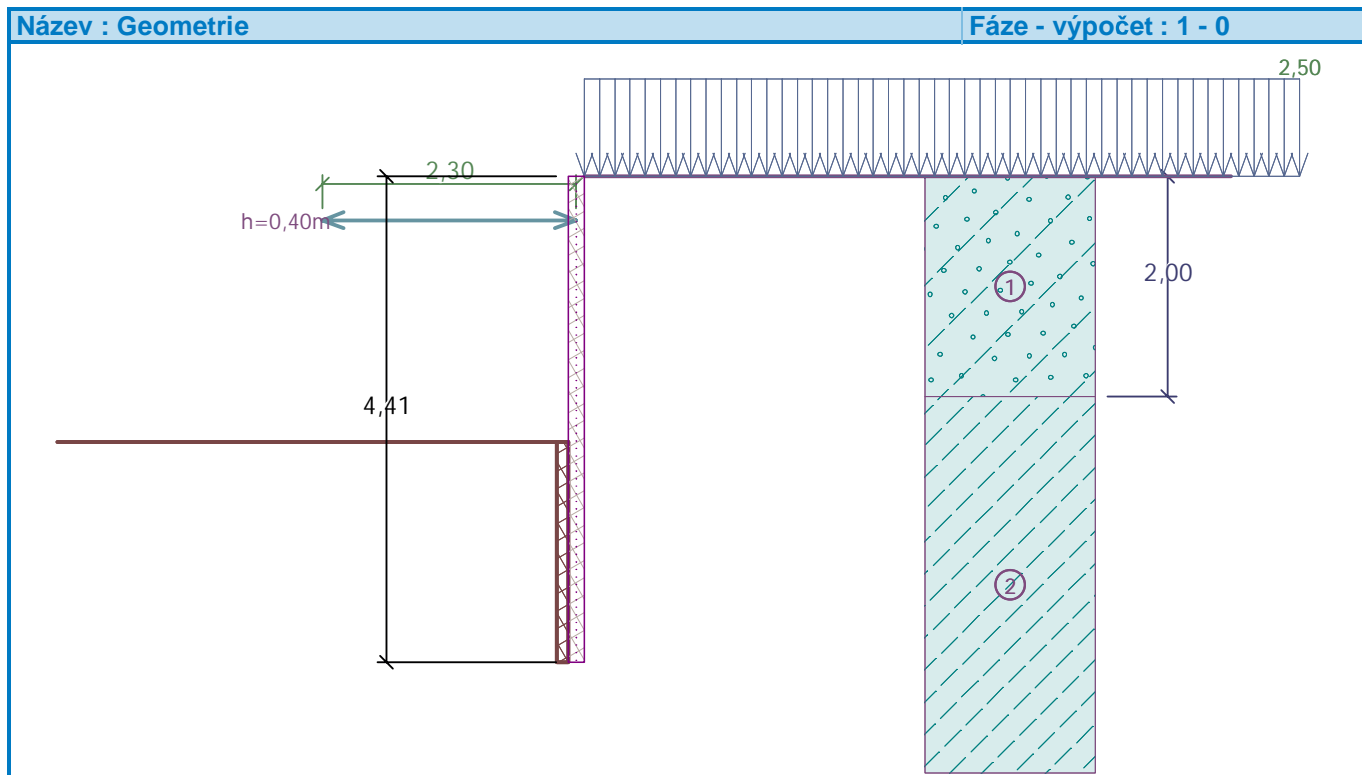 Název : Geometrie
Fáze - výpočet : 1 - 0
2,50
2,30
h=0,40m
1
2,00
4,41
2